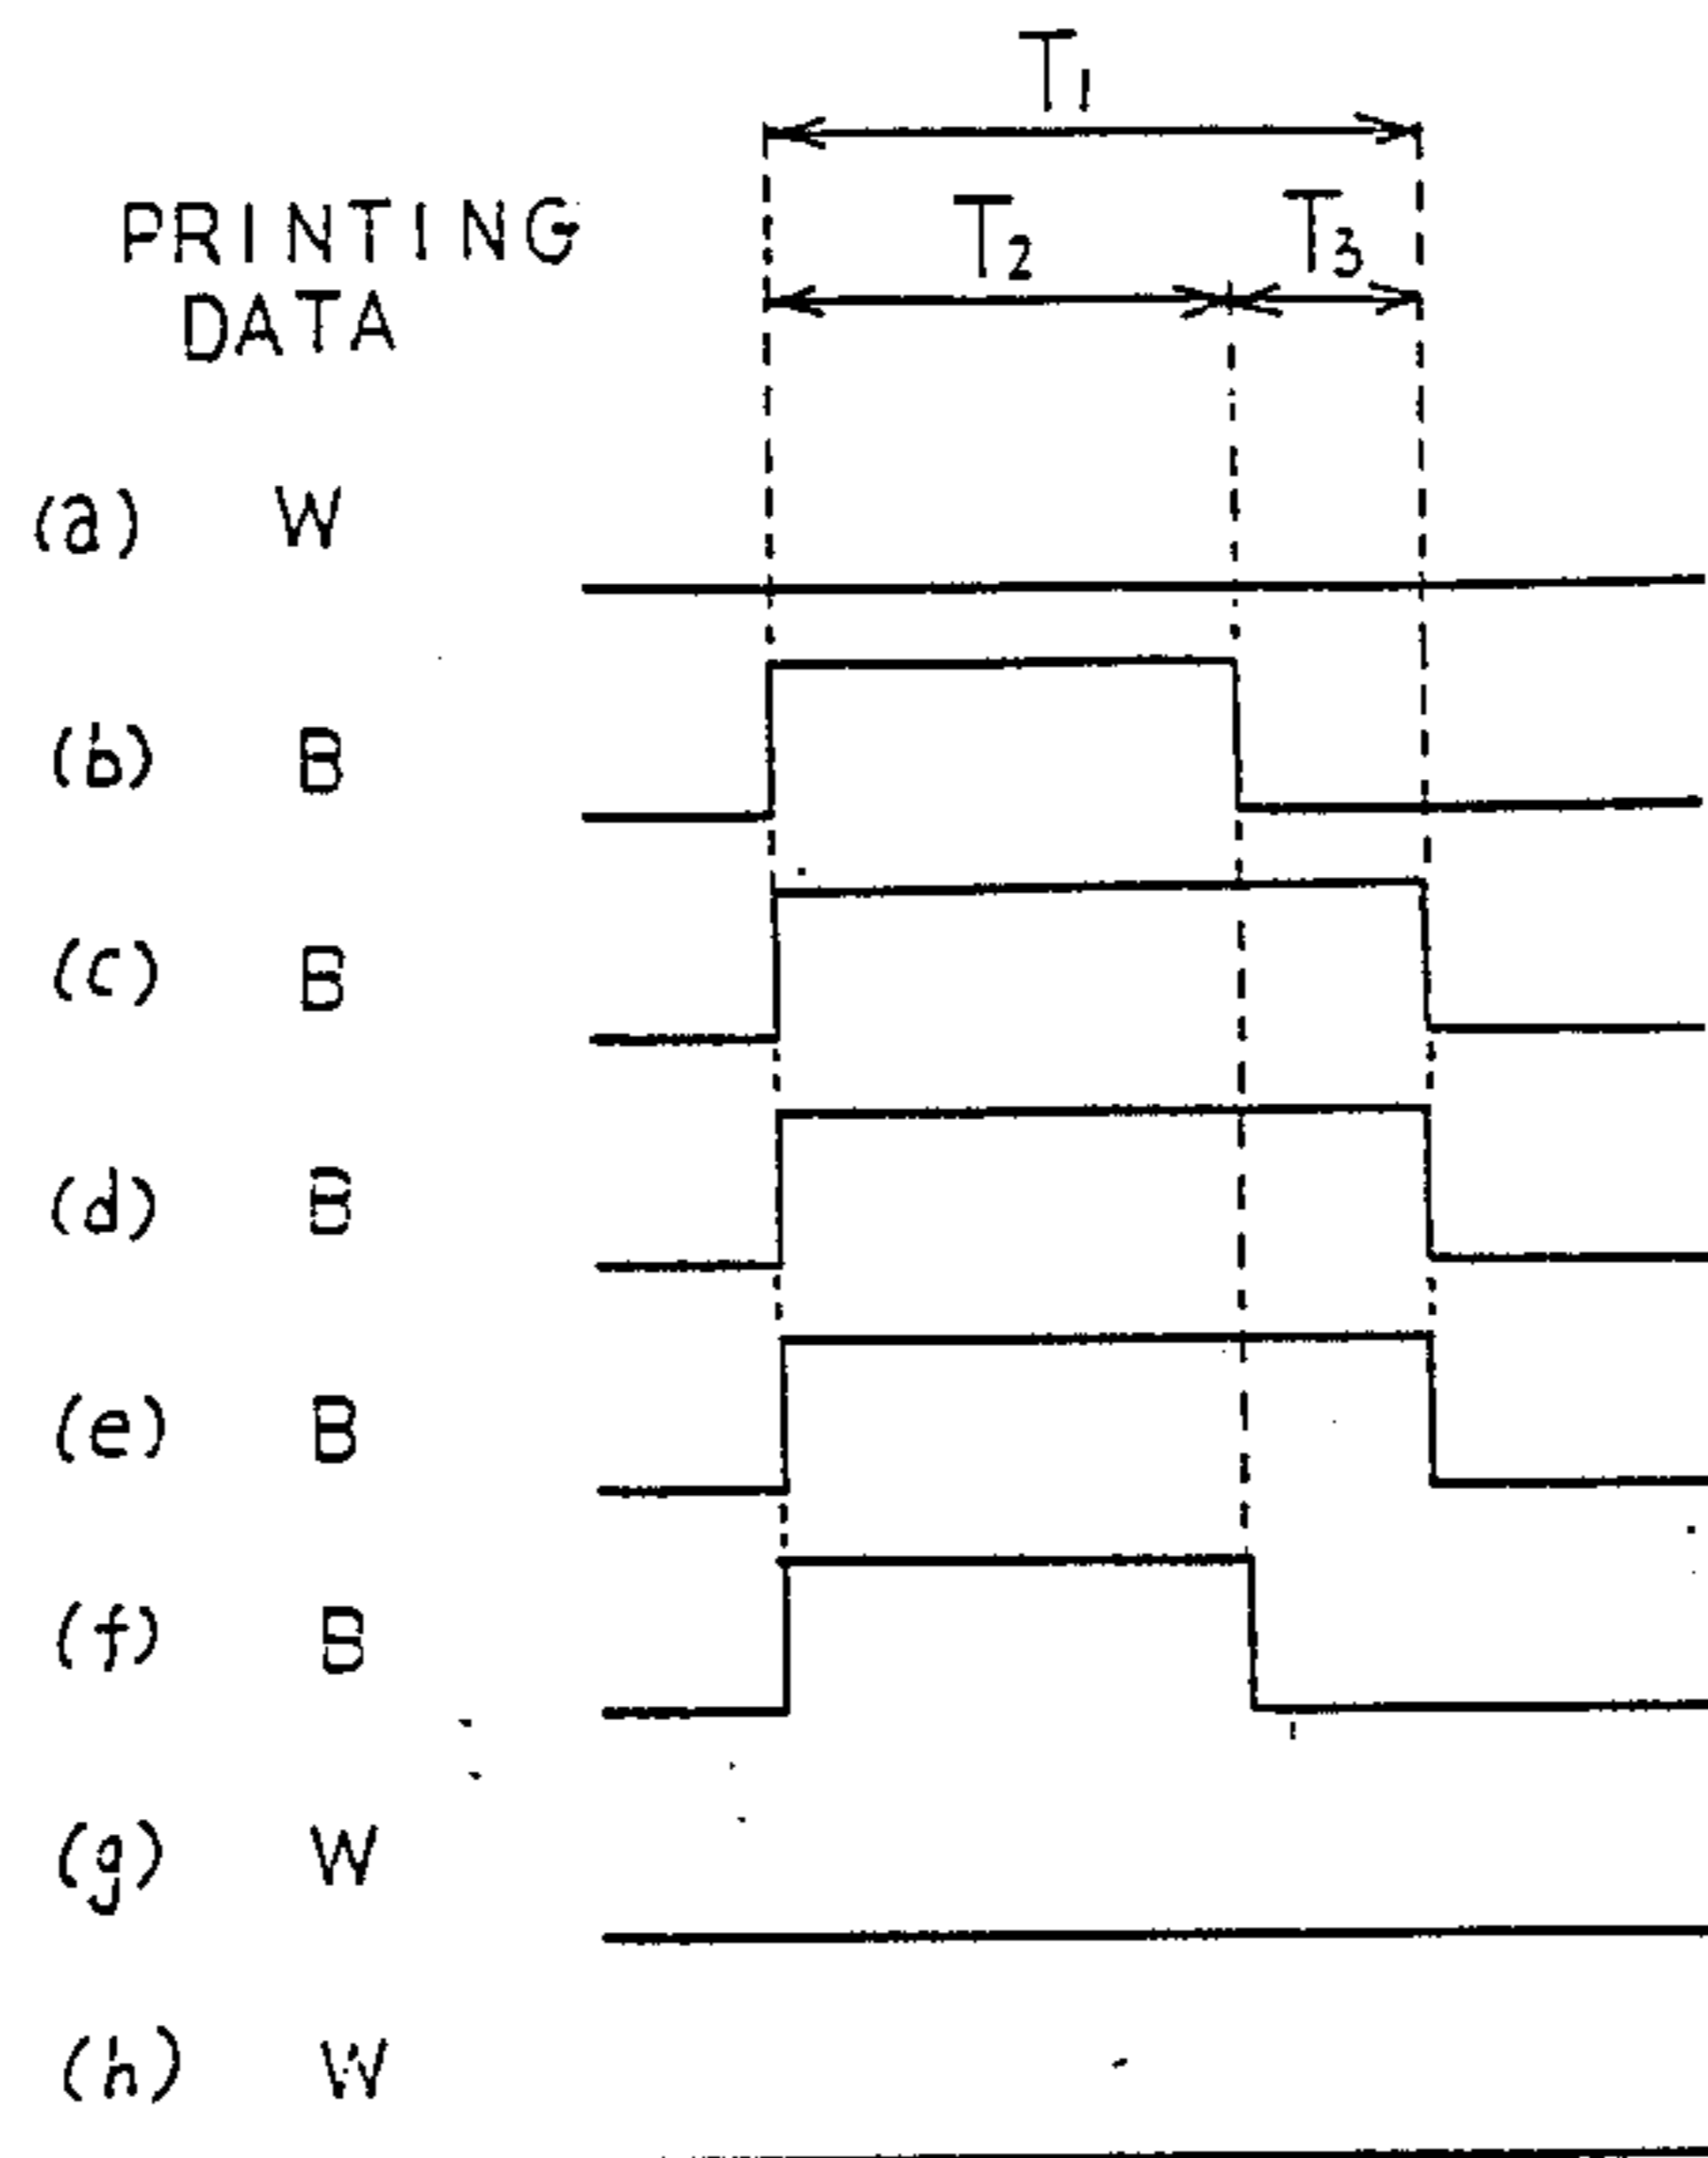 T1
PRINTING
DATA
T2 T3
(a) W
(b) B
(c) B
(d) B
(e) B
(f) B
(g) W
(h) W